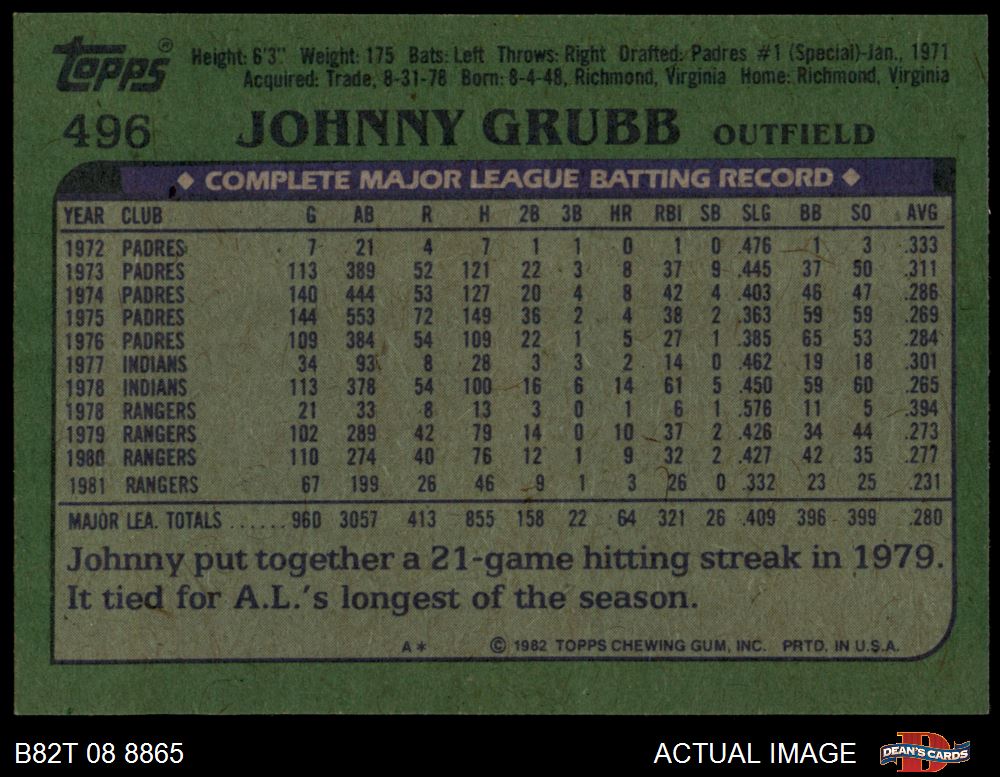 Topps®
Height: 6'3" Weight: 175 Bats: Left Throws: Right Drafted: Padres #1 (Special)-Jan., 1971
Acquired: Trade, 8-31-78 Born: 8-4-48, Richmond, Virginia Home: Richmond, Virginia
496 JOHNNY GRUBB OUTFIELD
◆ COMPLETE MAJOR LEAGUE BATTING RECORD ◆
YEAR CLUB G AB R H 2B 3B HR RBI SB SLG BB SO AVG
1972 PADRES 7 21 4 7 1 1 0 1 0 .476 1 3 .333
1973 PADRES 113 389 52 121 22 3 8 37 9 .445 37 50 .311
1974 PADRES 140 444 53 127 20 4 8 42 4 .403 46 47 .286
1975 PADRES 144 553 72 149 36 2 4 38 2 .363 59 59 .269
1976 PADRES 109 384 54 109 22 1 5 27 1 .385 65 53 .284
1977 INDIANS 34 93 8 28 3 3 2 14 0 .462 19 18 .301
1978 INDIANS 113 378 54 100 16 6 14 61 5 .450 59 60 .265
1978 RANGERS 21 33 8 13 3 0 1 6 1 .576 11 5 .394
1979 RANGERS 102 289 42 79 14 0 10 37 2 .426 34 44 .273
1980 RANGERS 110 274 40 76 12 1 9 32 2 .427 42 35 .277
1981 RANGERS 67 199 26 46 9 1 3 26 0 .332 23 25 .231
MAJOR LEA. TOTALS ......960 3057 413 855 158 22 64 321 26 .409 396 399 .280
Johnny put together a 21-game hitting streak in 1979.
It tied for A.L.'s longest of the season.
A* © 1982 TOPPS CHEWING GUM, INC. PRTD. IN U.S.A.
B82T 08 8865 ACTUAL IMAGE DEAN'S CARDS